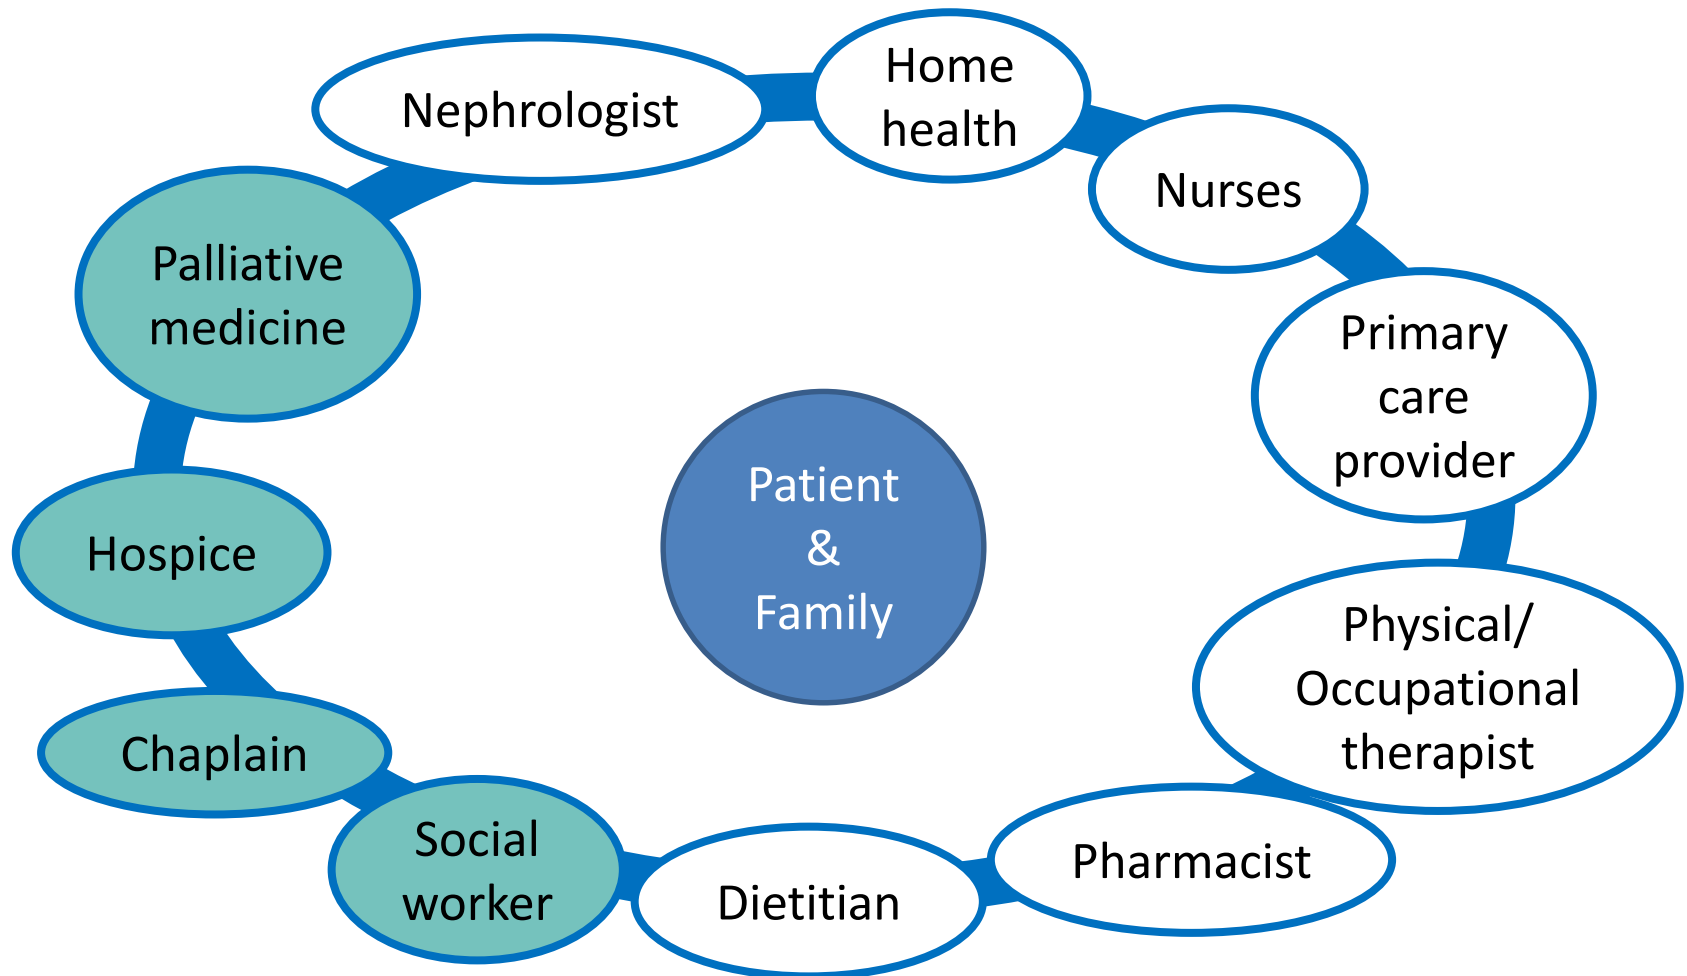 Home
health
Nephrologist
Nurses
Palliative
medicine
Primary
care
provider
Patient
&
Family
Hospice
Physical/
Occupational
therapist
Chaplain
Social
worker
Pharmacist
Dietitian